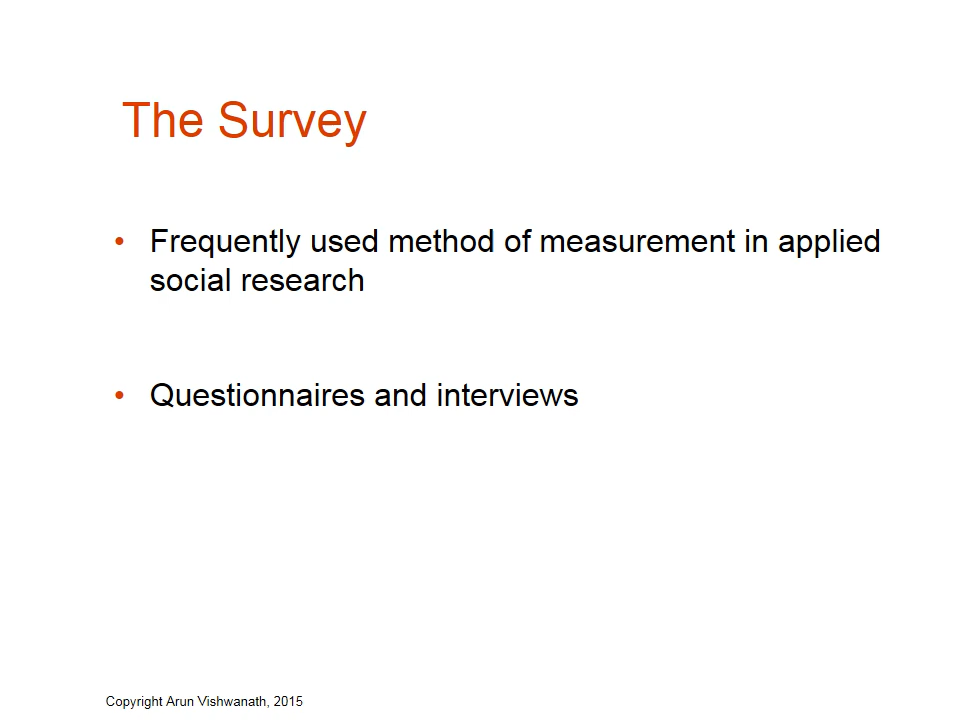 The Survey
• Frequently used method of measurement in applied
social research
• Questionnaires and interviews
Copyright Arun Vishwanath, 2015